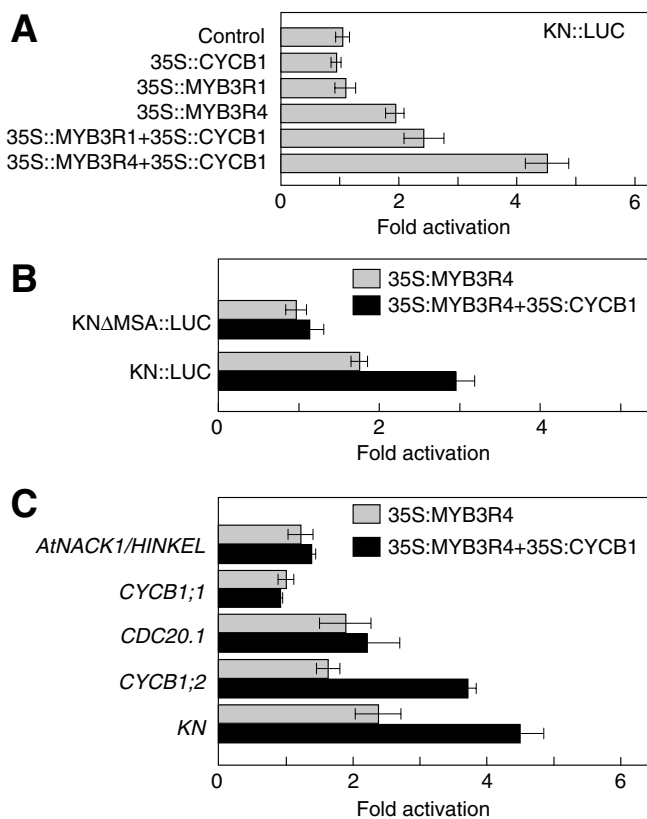 A
KN::LUC
Control
35S::CYCB1
35S::MYB3R1
35S::MYB3R4
35S::MYB3R1+35S::CYCB1
35S::MYB3R4+35S::CYCB1
0 2 4 6
Fold activation
B
35S:MYB3R4
35S:MYB3R4+35S:CYCB1
KNΔMSA::LUC
KN::LUC
0 2 4
Fold activation
C
35S:MYB3R4
35S:MYB3R4+35S:CYCB1
AtNACK1/HINKEL
CYCB1;1
CDC20.1
CYCB1;2
KN
0 2 4 6
Fold activation